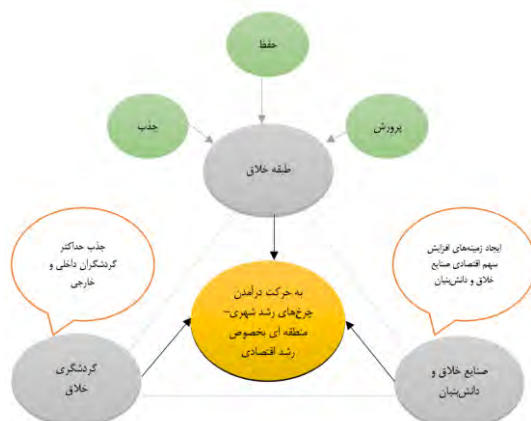 حفظ
جذب
پرورش
طبقه خلاق
جذب حداکثر
گردشگران داخلی و
خارجی
ایجاد زمینه‌های افزایش
سهم اقتصادی صنایع
خلاق و دانش‌بنیان
به حرکت درآمدن
چرخ‌های رشد شهری-
منطقه ای بخصوص
رشد اقتصادی
گردشگری
خلاق
صنایع خلاق و
دانش‌بنیان